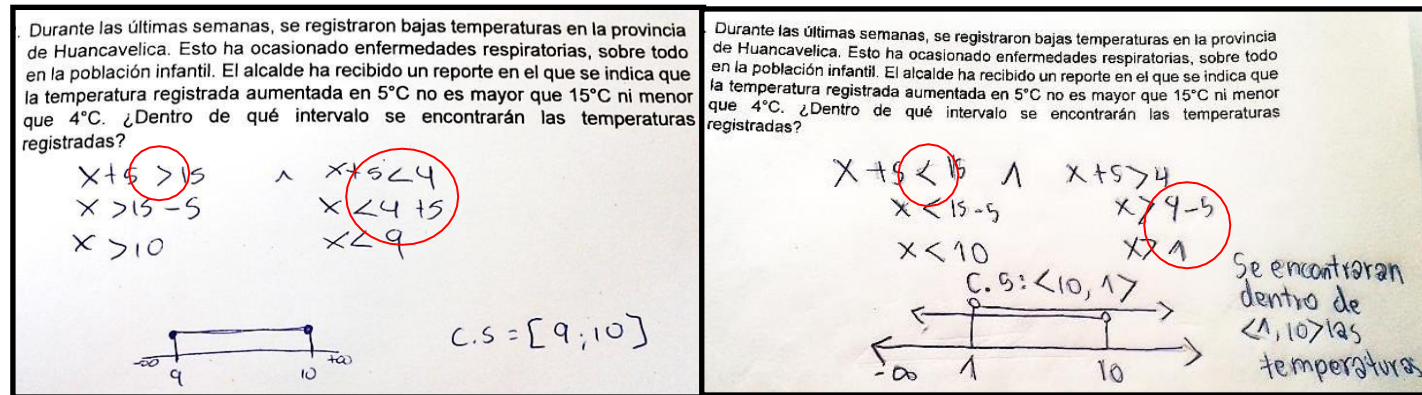 . Durante las últimas semanas, se registraron bajas temperaturas en la provincia
de Huancavelica. Esto ha ocasionado enfermedades respiratorias, sobre todo
en la población infantil. El alcalde ha recibido un reporte en el que se indica que
la temperatura registrada aumentada en 5°C no es mayor que 15°C ni menor
que 4°C. ¿Dentro de qué intervalo se encontrarán las temperaturas
registradas?
x+5 >15 ∧ x+5<4
x >15-5 x <4+5
x >10 x<9
-∞ 9 10 +∞
C.S = [9;10]
Durante las últimas semanas, se registraron bajas temperaturas en la provincia
de Huancavelica. Esto ha ocasionado enfermedades respiratorias, sobre todo
en la población infantil. El alcalde ha recibido un reporte en el que se indica que
la temperatura registrada aumentada en 5°C no es mayor que 15°C ni menor
que 4°C. ¿Dentro de qué intervalo se encontrarán las temperaturas
registradas?
x+5 < 15 ∧ x+5>4
x < 15-5 x > 4-5
x < 10 x> 1
C.S:<10,1>
-∞ 1 10
Se encontraran
dentro de
<1,10> las
temperaturas